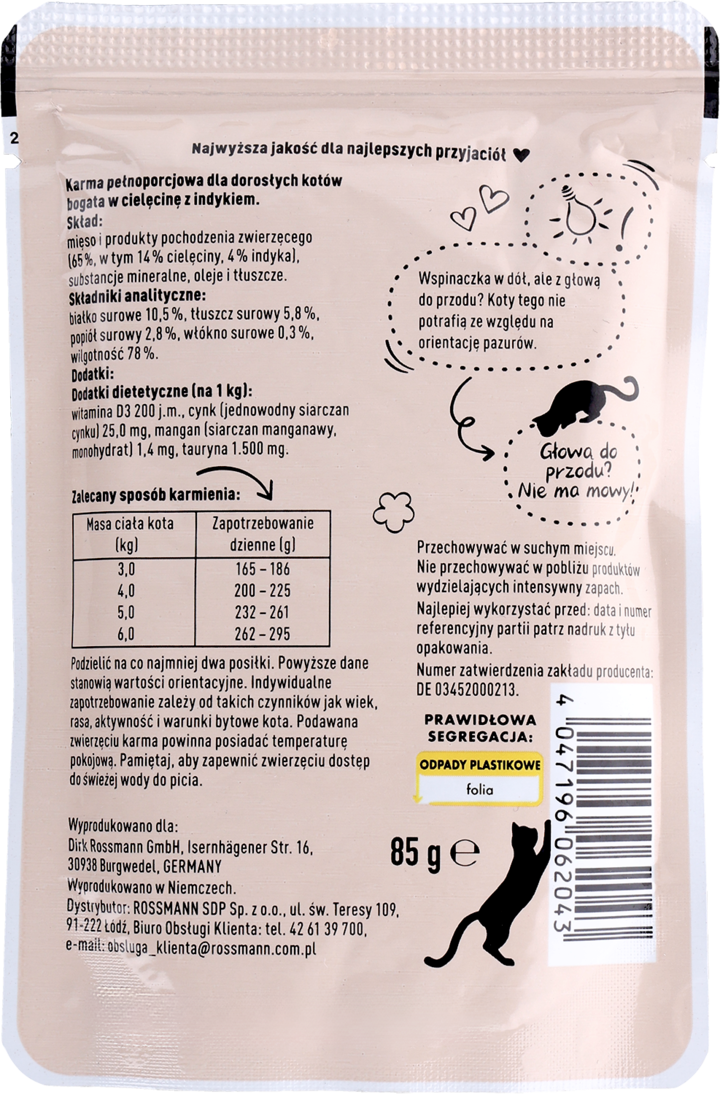 2
Najwyższa jakość dla najlepszych przyjaciół
Karma pełnoporcjowa dla dorosłych kotów
bogata w cielęcinę z indykiem.
Skład:
mięso i produkty pochodzenia zwierzęcego
(65%, w tym 14% cielęciny, 4% indyka),
substancje mineralne, oleje i tłuszcze.
Składniki analityczne:
białko surowe 10,5%, tłuszcz surowy 5,8%,
popiół surowy 2,8%, włókno surowe 0,3%,
wilgotność 78%.
Dodatki:
Dodatki dietetyczne (na 1 kg):
witamina D3 200 j.m., cynk (jednowodny siarczan
cynku) 25,0 mg, mangan (siarczan manganawy,
monohydrat) 1,4 mg, tauryna 1.500 mg.
Zalecany sposób karmienia:
Masa ciała kota (kg) Zapotrzebowanie dzienne (g)
3,0 165 – 186
4,0 200 – 225
5,0 232 – 261
6,0 262 – 295
Podzielić na co najmniej dwa posiłki. Powyższe dane
stanowią wartości orientacyjne. Indywidualne
zapotrzebowanie zależy od takich czynników jak wiek,
rasa, aktywność i warunki bytowe kota. Podawana
zwierzęciu karma powinna posiadać temperaturę
pokojową. Pamiętaj, aby zapewnić zwierzęciu dostęp
do świeżej wody do picia.
Wyprodukowano dla:
Dirk Rossmann GmbH, Isernhägener Str. 16,
30938 Burgwedel, GERMANY
Wyprodukowano w Niemczech.
Dystrybutor: ROSSMANN SDP Sp. z o.o., ul. św. Teresy 109,
91-222 Łódź, Biuro Obsługi Klienta: tel. 42 61 39 700,
e-mail: obsluga_klienta@rossmann.com.pl
!
Wspinaczka w dół, ale z głową
do przodu? Koty tego nie
potrafią ze względu na
orientację pazurów.
Głową do
przodu?
Nie ma mowy!
Przechowywać w suchym miejscu.
Nie przechowywać w pobliżu produktów
wydzielających intensywny zapach.
Najlepiej wykorzystać przed: data i numer
referencyjny partii patrz nadruk z tyłu
opakowania.
Numer zatwierdzenia zakładu producenta:
DE 03452000213.
PRAWIDŁOWA
SEGREGACJA:
ODPADY PLASTIKOWE
folia
85 g ℮
4 047196 062043